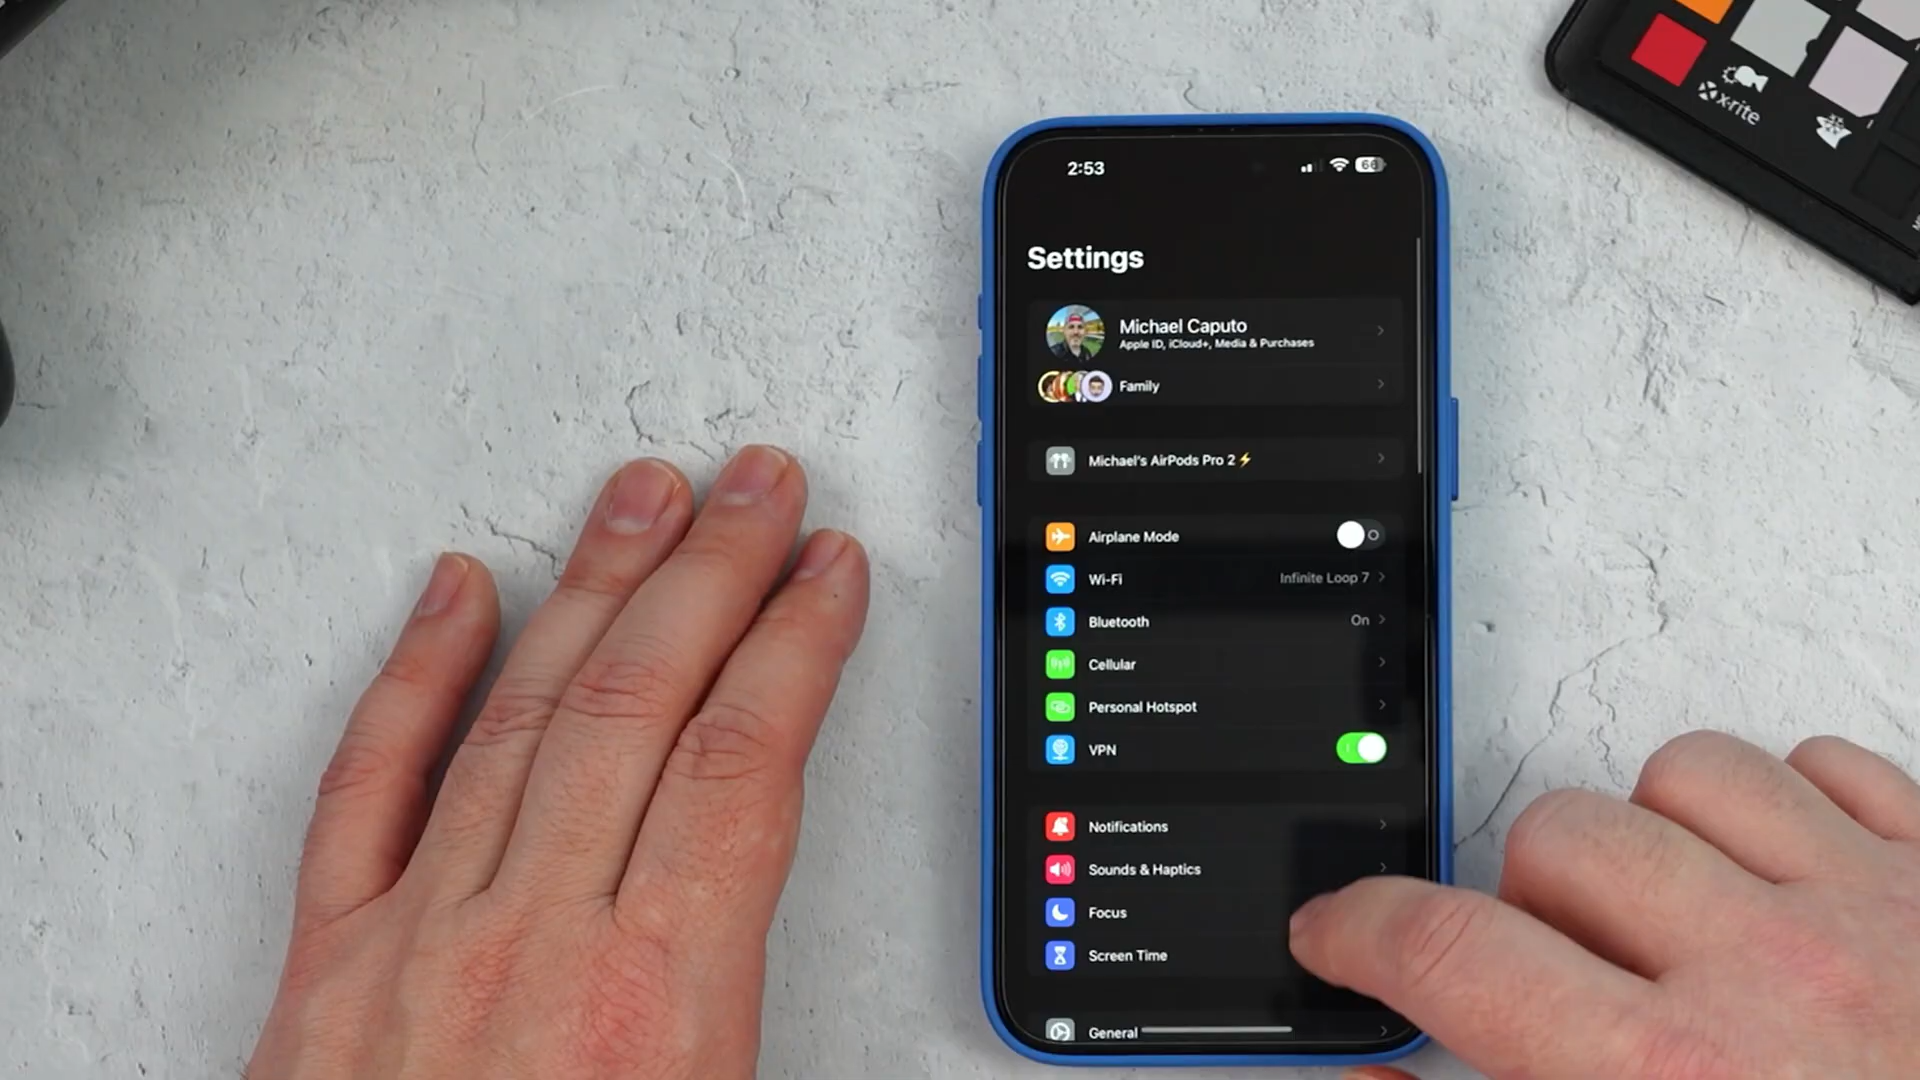 x-rite
2:53
66
Settings
Michael Caputo
Apple ID, iCloud+, Media & Purchases
Family
Michael's AirPods Pro 2⚡
Airplane Mode
Wi-Fi Infinite Loop 7
Bluetooth On
Cellular
Personal Hotspot
VPN
Notifications
Sounds & Haptics
Focus
Screen Time
General